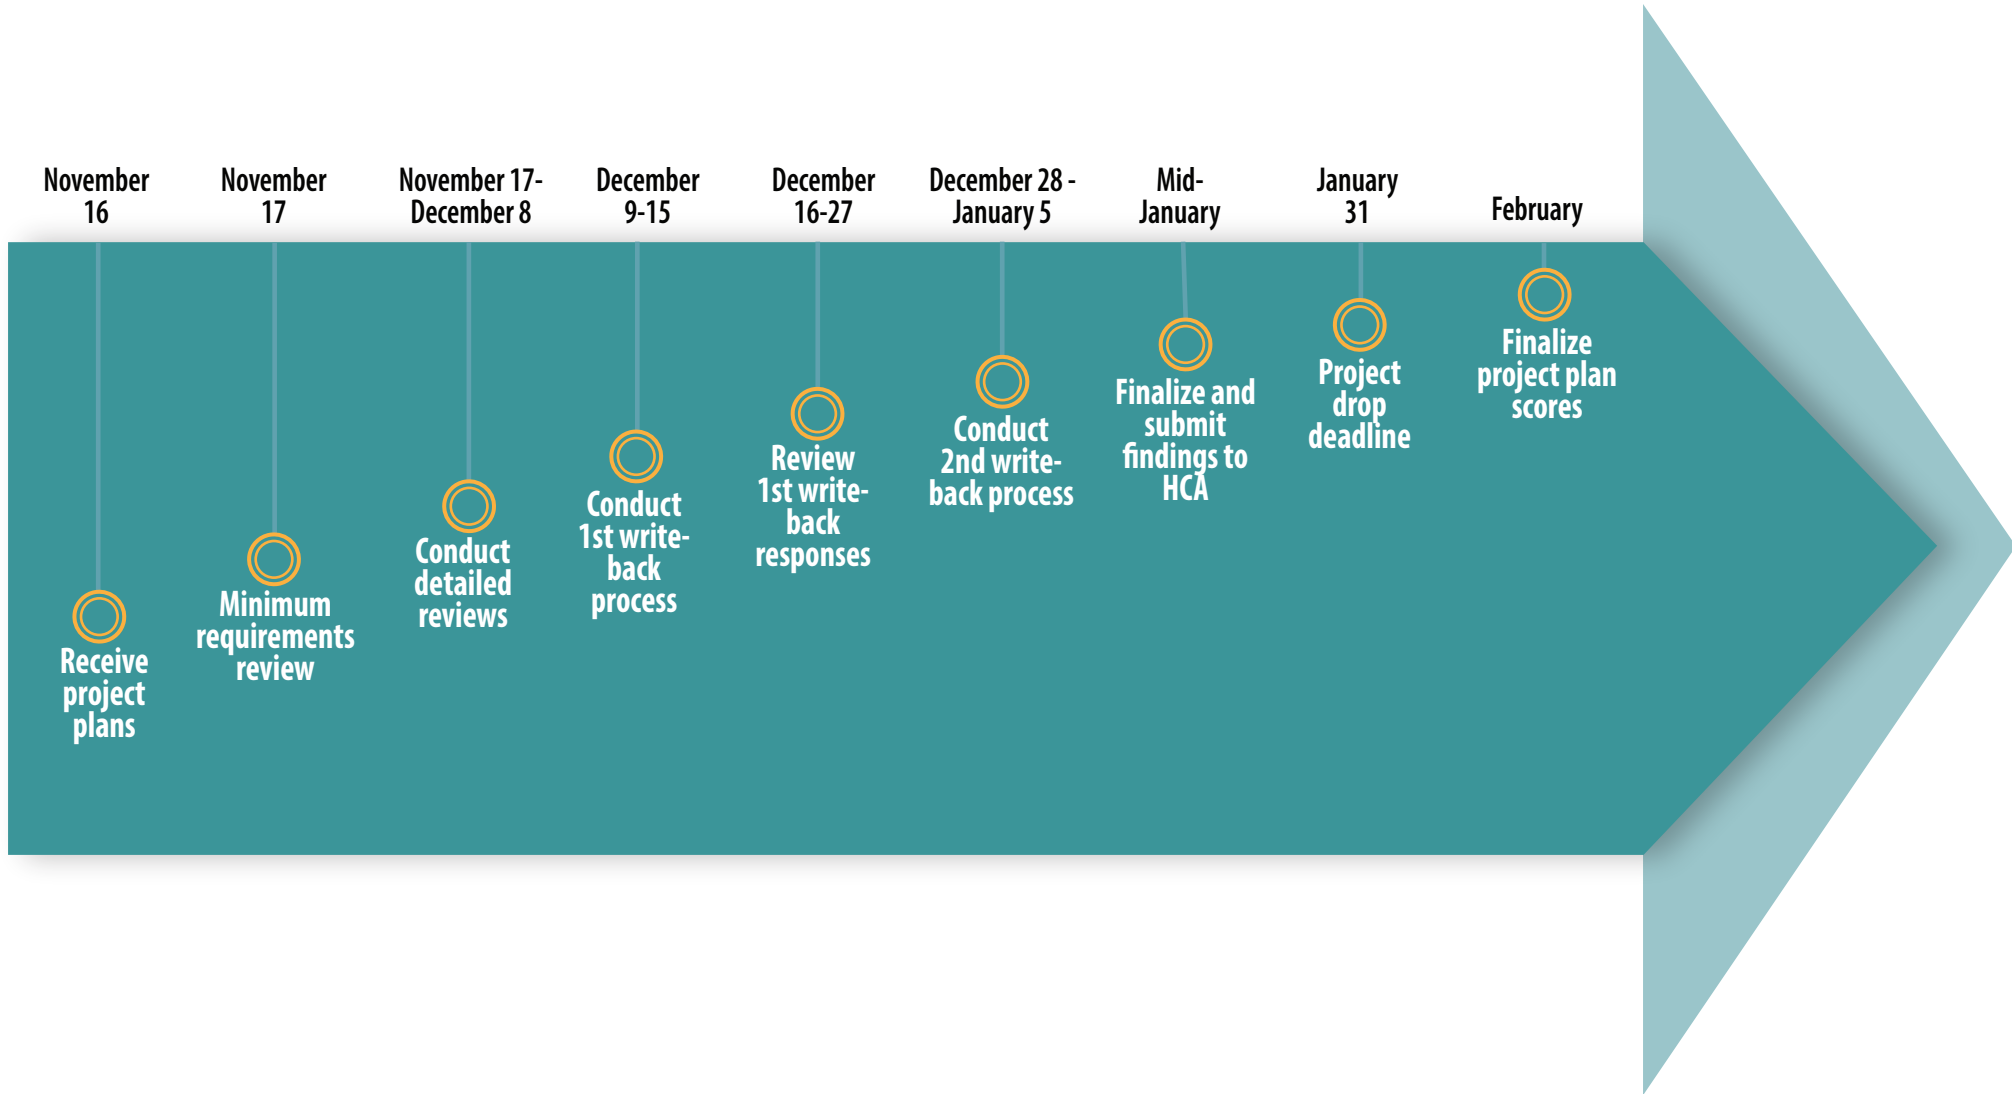 November
16
November
17
November 17-
December 8
December
9-15
December
16-27
December 28 -
January 5
Mid-
January
January
31
February
Receive
project
plans
Minimum
requirements
review
Conduct
detailed
reviews
Conduct
1st write-
back
process
Review
1st write-
back
responses
Conduct
2nd write-
back process
Finalize and
submit
findings to
HCA
Project
drop
deadline
Finalize
project plan
scores